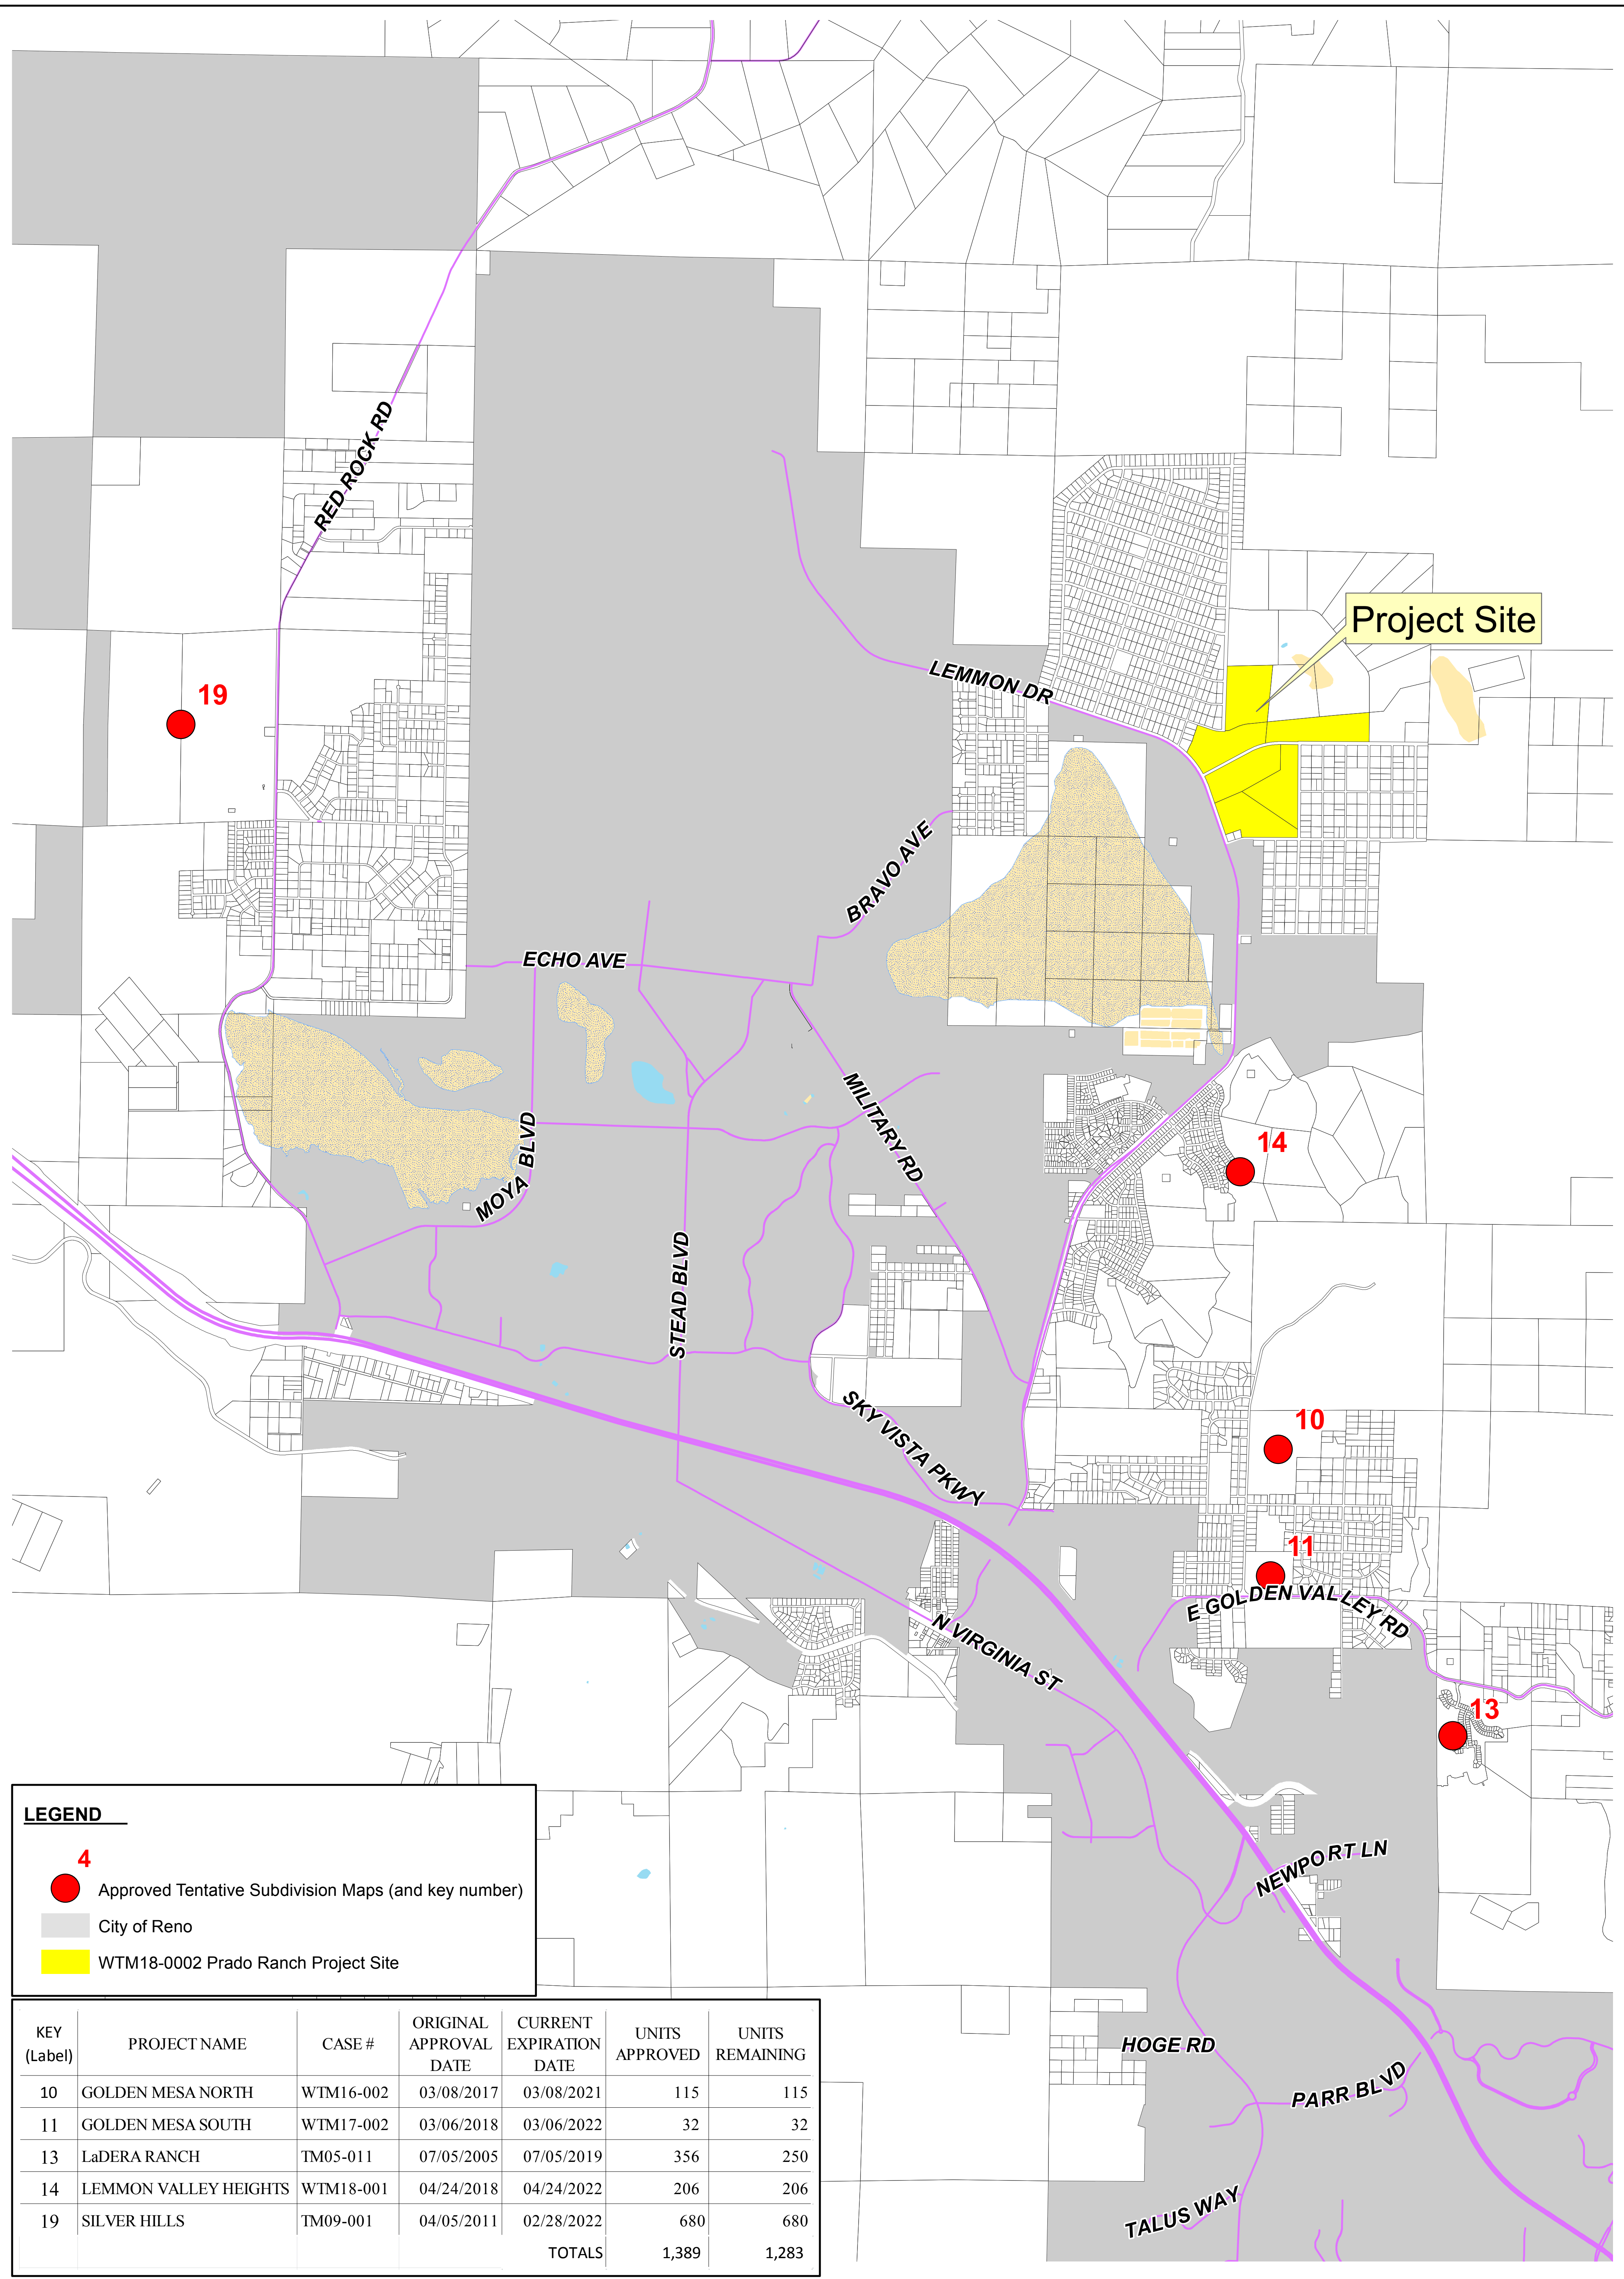 RED ROCK RD
Project Site
LEMMON DR
19
BRAVO AVE
ECHO AVE
MILITARY RD
MOYA BLVD
14
STEAD BLVD
SKY VISTA PKWY
10
11
E GOLDEN VALLEY RD
N VIRGINIA ST
13
NEWPORT LN
HOGE RD
PARR BLVD
TALUS WAY
LEGEND
4
Approved Tentative Subdivision Maps (and key number)
City of Reno
WTM18-0002 Prado Ranch Project Site
KEY (Label) PROJECT NAME CASE # ORIGINAL APPROVAL DATE CURRENT EXPIRATION DATE UNITS APPROVED UNITS REMAINING
10 GOLDEN MESA NORTH WTM16-002 03/08/2017 03/08/2021 115 115
11 GOLDEN MESA SOUTH WTM17-002 03/06/2018 03/06/2022 32 32
13 LaDERA RANCH TM05-011 07/05/2005 07/05/2019 356 250
14 LEMMON VALLEY HEIGHTS WTM18-001 04/24/2018 04/24/2022 206 206
19 SILVER HILLS TM09-001 04/05/2011 02/28/2022 680 680
TOTALS 1,389 1,283